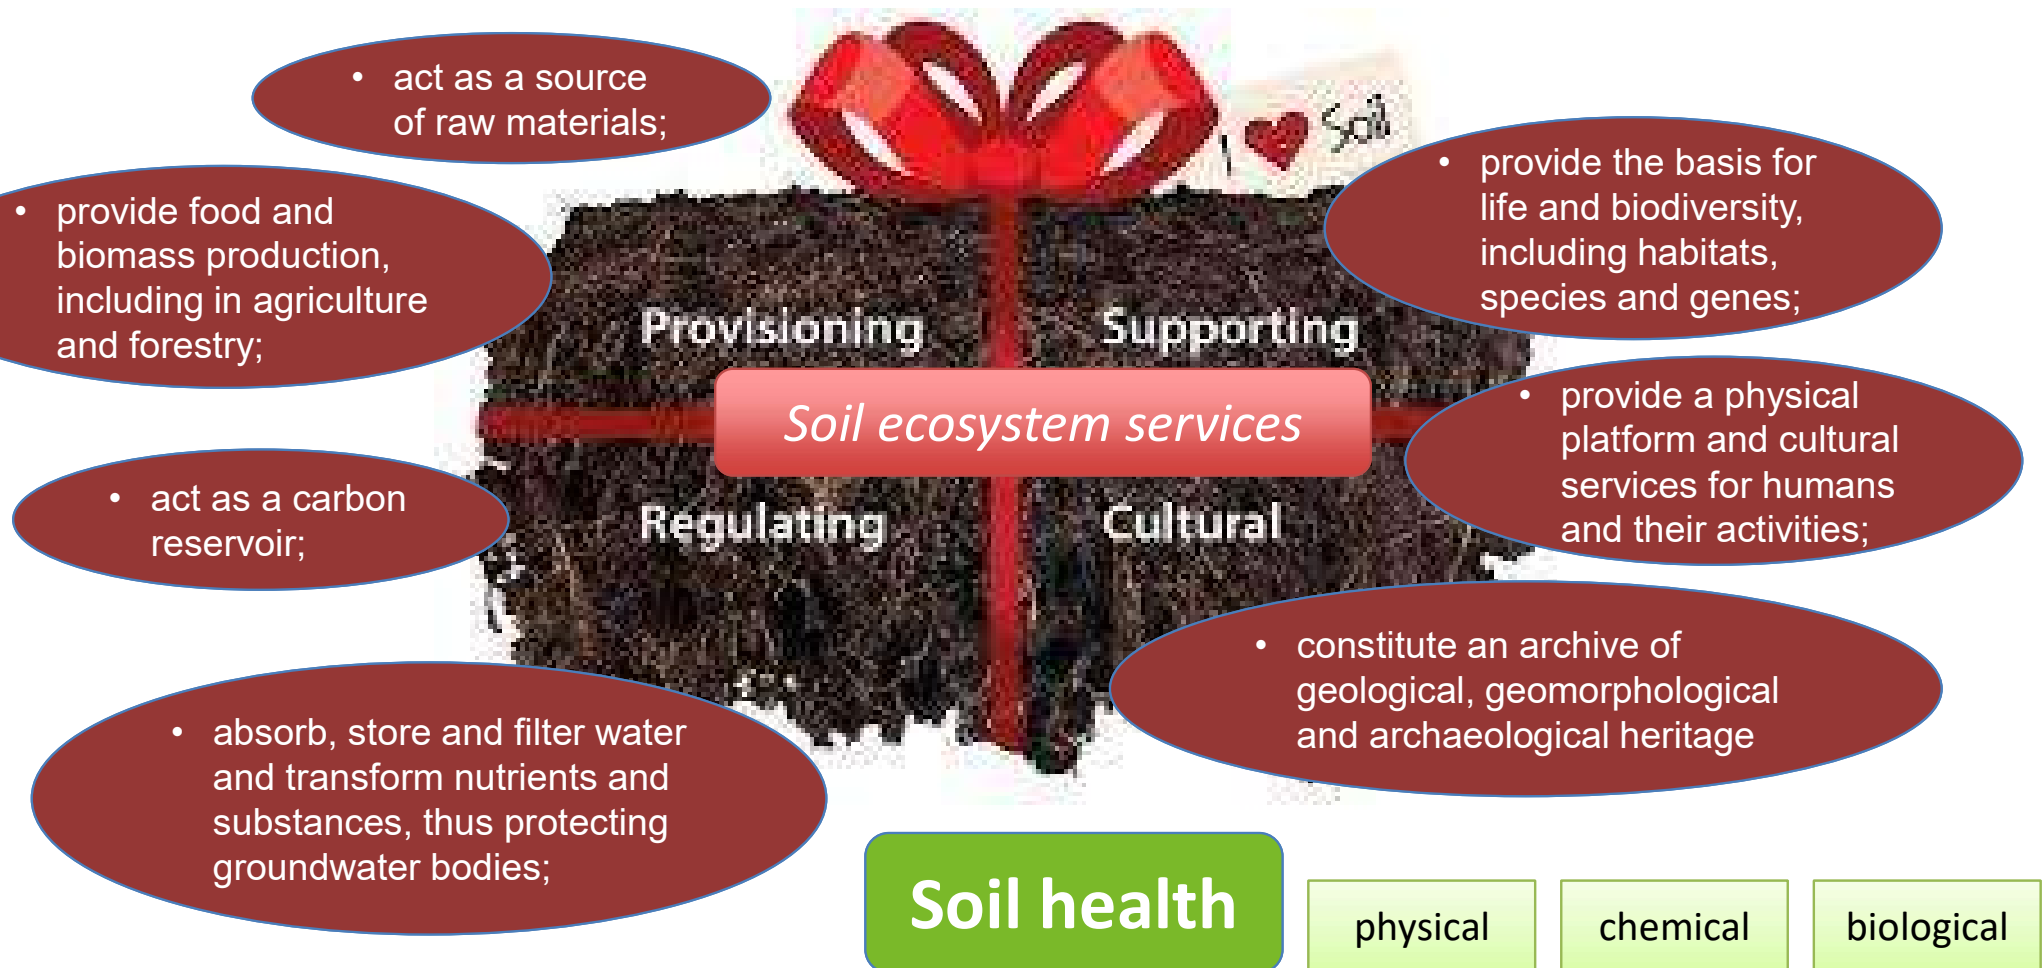 • act as a source
of raw materials;
I ❤ Soil
• provide food and
biomass production,
including in agriculture
and forestry;
• provide the basis for
life and biodiversity,
including habitats,
species and genes;
Provisioning
Supporting
Soil ecosystem services
• provide a physical
platform and cultural
services for humans
and their activities;
• act as a carbon
reservoir;
Regulating
Cultural
• constitute an archive of
geological, geomorphological
and archaeological heritage
• absorb, store and filter water
and transform nutrients and
substances, thus protecting
groundwater bodies;
Soil health
physical
chemical
biological